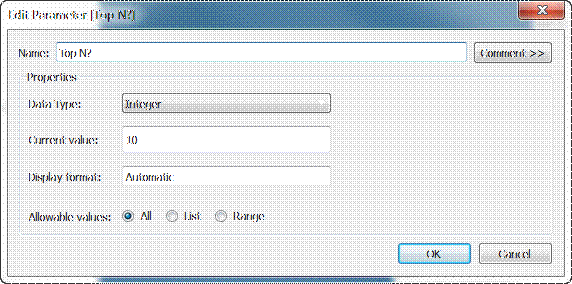 Edit Parameter [Top N?]
Name: Top N? Comment >>
Properties
Data Type: Integer
Current value: 10
Display format: Automatic
Allowable values: All List Range
OK Cancel